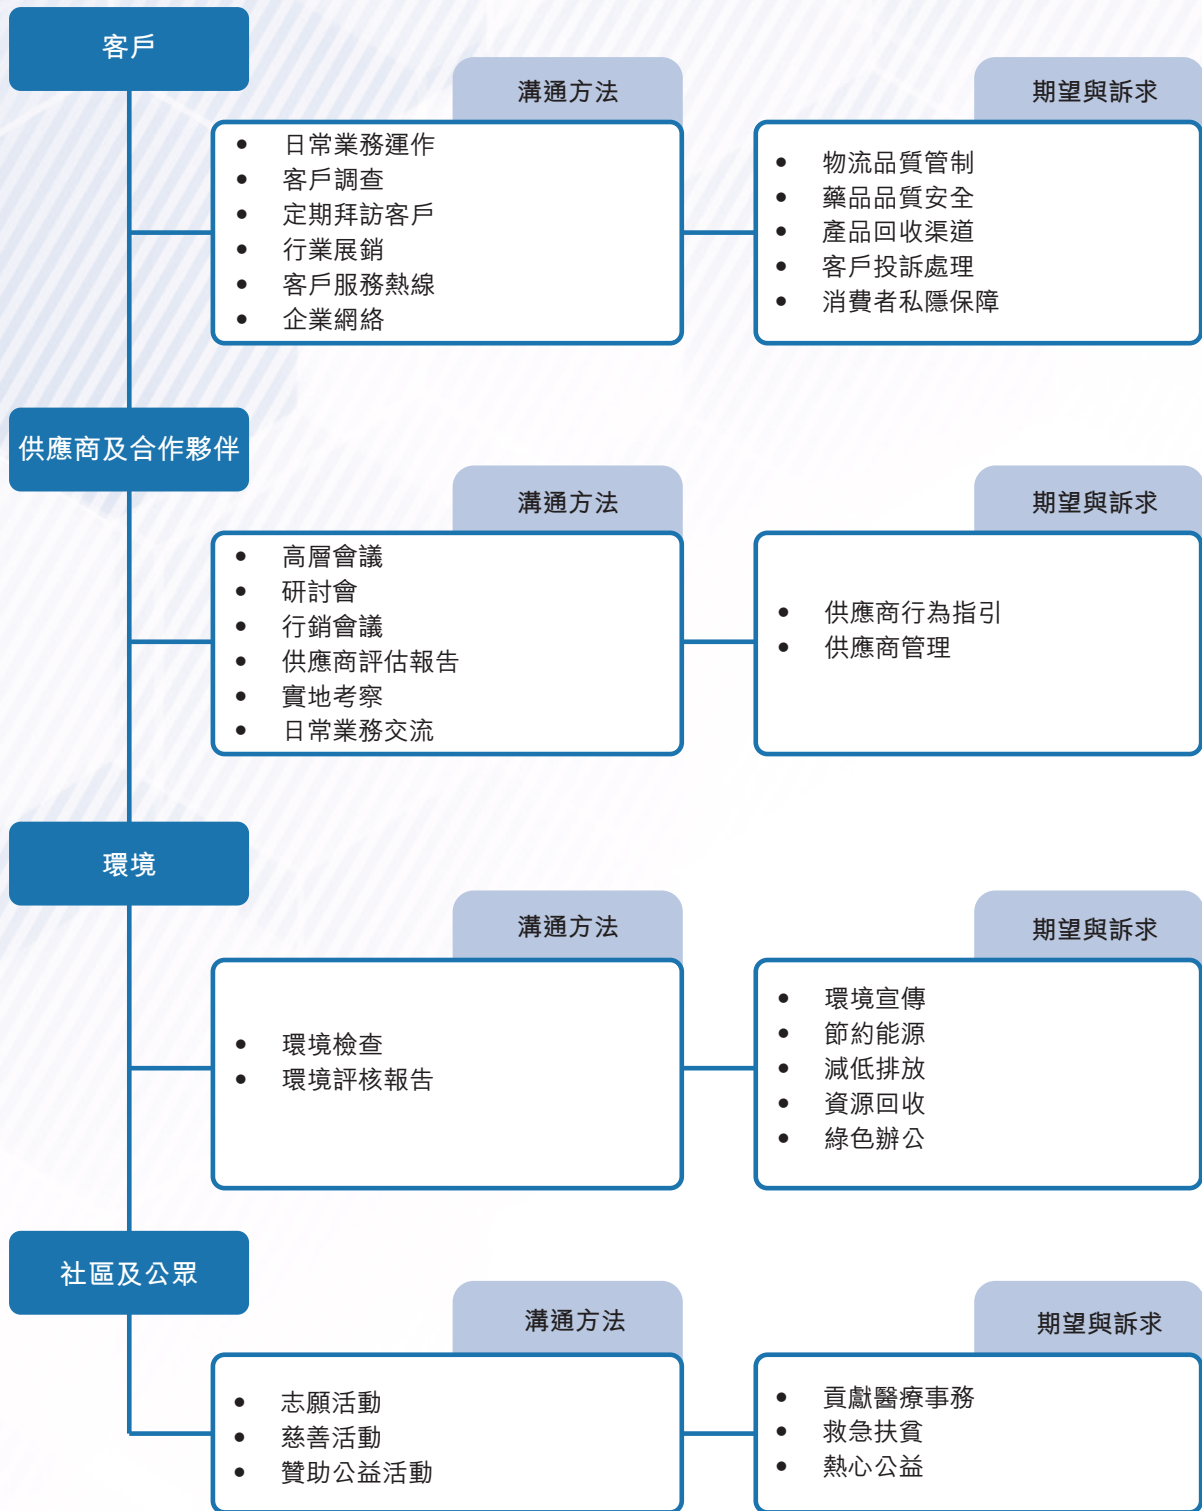 客戶
溝通方法
• 日常業務運作
• 客戶調查
• 定期拜訪客戶
• 行業展銷
• 客戶服務熱線
• 企業網絡
期望與訴求
• 物流品質管制
• 藥品品質安全
• 產品回收渠道
• 客戶投訴處理
• 消費者私隱保障
供應商及合作夥伴
溝通方法
• 高層會議
• 研討會
• 行銷會議
• 供應商評估報告
• 實地考察
• 日常業務交流
期望與訴求
• 供應商行為指引
• 供應商管理
環境
溝通方法
• 環境檢查
• 環境評核報告
期望與訴求
• 環境宣傳
• 節約能源
• 減低排放
• 資源回收
• 綠色辦公
社區及公眾
溝通方法
• 志願活動
• 慈善活動
• 贊助公益活動
期望與訴求
• 貢獻醫療事務
• 救急扶貧
• 熱心公益